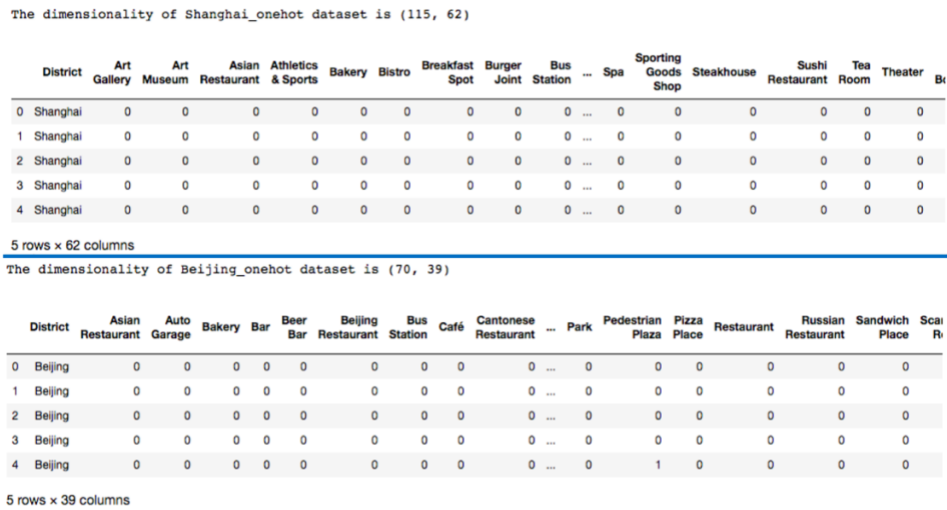 The dimensionality of Shanghai_onehot dataset is (115, 62)
District Art Gallery Art Museum Asian Restaurant Athletics & Sports Bakery Bistro Breakfast Spot Burger Joint Bus Station ... Spa Sporting Goods Shop Steakhouse Sushi Restaurant Tea Room Theater
0 Shanghai 0 0 0 0 0 0 0 0 0 ... 0 0 0 0 0 0
1 Shanghai 0 0 0 0 0 0 0 0 0 ... 0 0 0 0 0 0
2 Shanghai 0 0 0 0 0 0 0 0 0 ... 0 0 0 0 0 0
3 Shanghai 0 0 0 0 0 0 0 0 0 ... 0 0 0 0 0 0
4 Shanghai 0 0 0 0 0 0 0 0 0 ... 0 0 0 0 0 0
5 rows × 62 columns
The dimensionality of Beijing_onehot dataset is (70, 39)
District Asian Restaurant Auto Garage Bakery Bar Beer Bar Beijing Restaurant Bus Station Café Cantonese Restaurant ... Park Pedestrian Plaza Pizza Place Restaurant Russian Restaurant Sandwich Place
0 Beijing 0 0 0 0 0 0 0 0 0 ... 0 0 0 0 0 0
1 Beijing 0 0 0 0 0 0 0 0 0 ... 0 0 0 0 0 0
2 Beijing 0 0 0 0 0 0 0 0 0 ... 0 0 0 0 0 0
3 Beijing 0 0 0 0 0 0 0 0 0 ... 0 0 0 0 0 0
4 Beijing 0 0 0 0 0 0 0 0 0 ... 0 1 0 0 0 0
5 rows × 39 columns